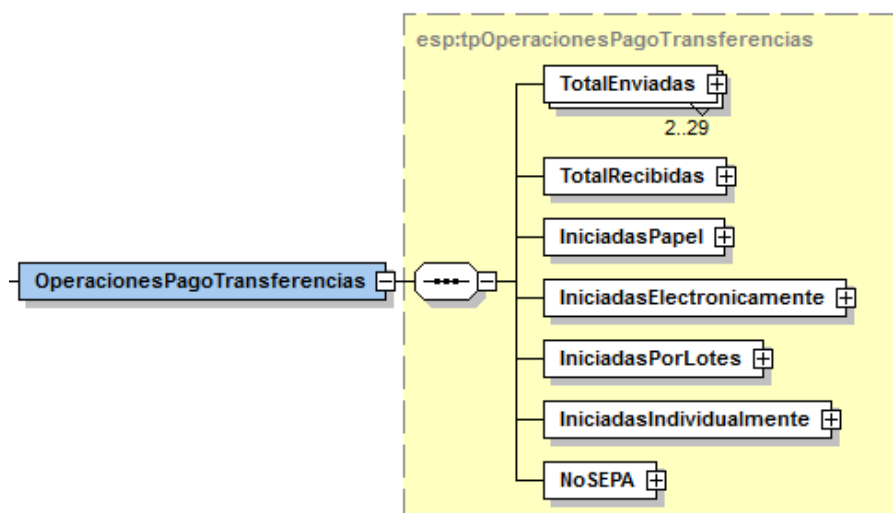 esp:tpOperacionesPagoTransferencias
TotalEnviadas
2..29
TotalRecibidas
IniciadasPapel
OperacionesPagoTransferencias
IniciadasElectronicamente
IniciadasPorLotes
IniciadasIndividualmente
NoSEPA